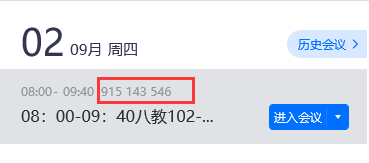 02 09月 周四 历史会议 >
08:00- 09:40 915 143 546
08：00-09：40八教102-... 进入会议